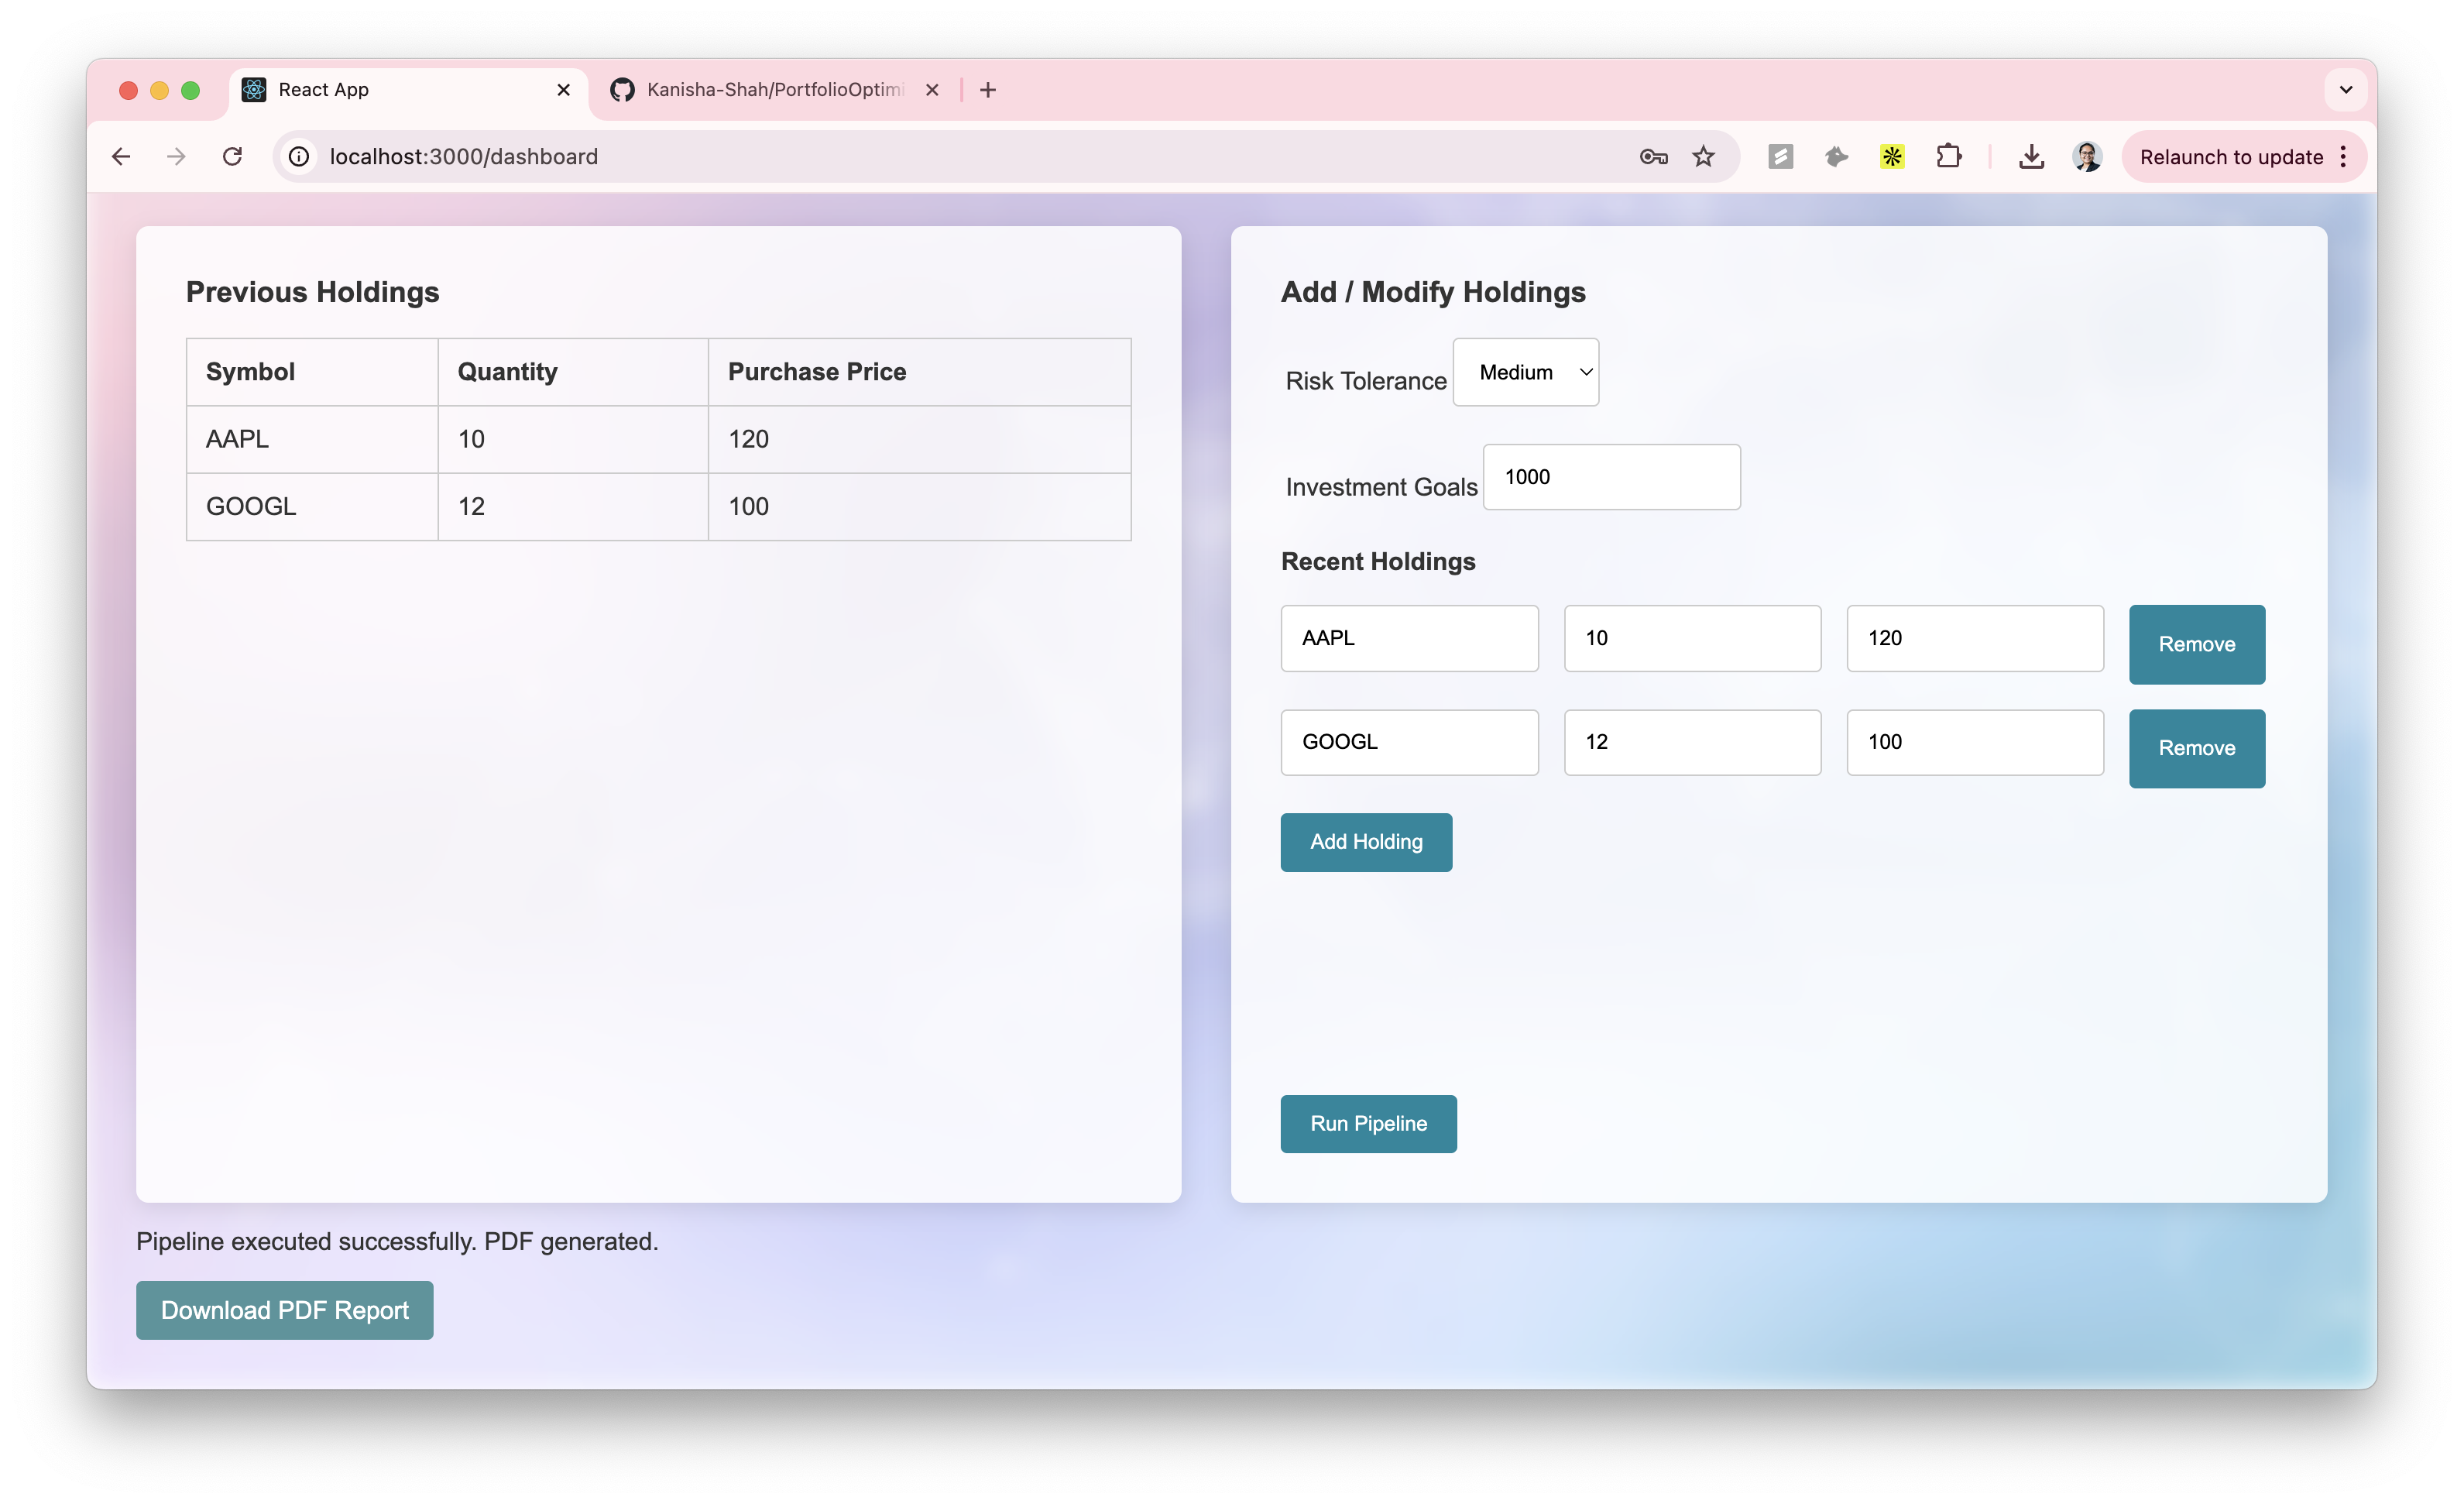 React App
Kanisha-Shah/PortfolioOptimi
localhost:3000/dashboard
Relaunch to update
Previous Holdings
Symbol Quantity Purchase Price
AAPL 10 120
GOOGL 12 100
Add / Modify Holdings
Risk Tolerance Medium
Investment Goals 1000
Recent Holdings
AAPL 10 120 Remove
GOOGL 12 100 Remove
Add Holding
Run Pipeline
Pipeline executed successfully. PDF generated.
Download PDF Report